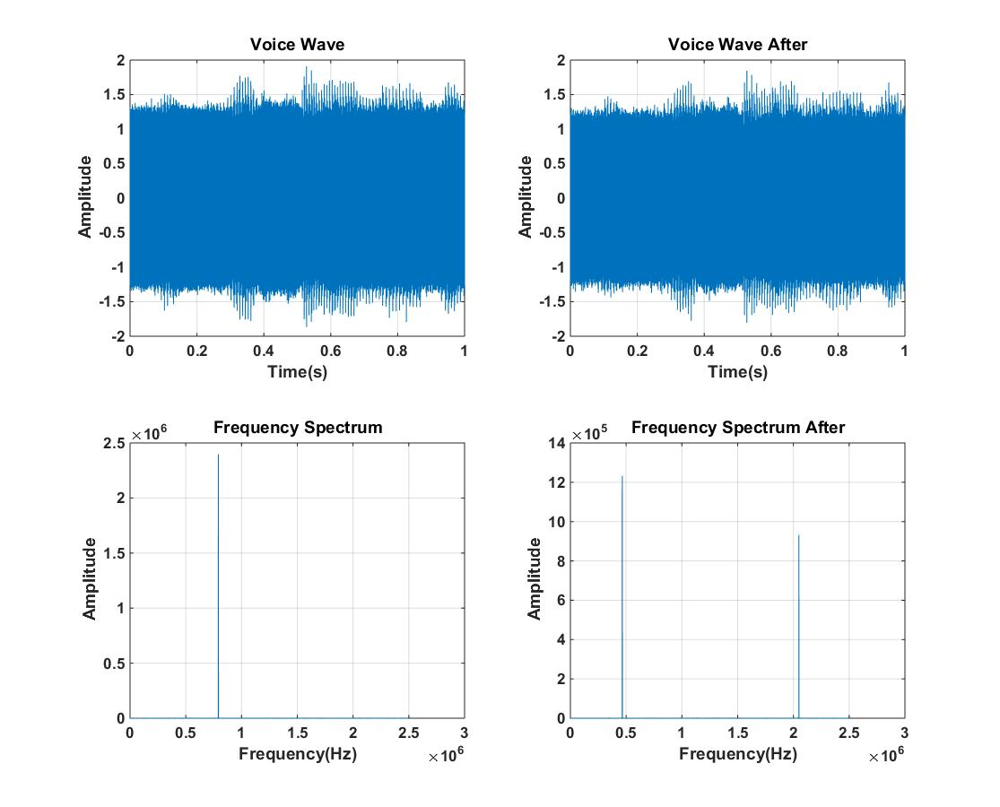 Voice Wave
2
1.5
1
0.5
0
-0.5
-1
-1.5
-2
Amplitude
0 0.2 0.4 0.6 0.8 1
Time(s)
Voice Wave After
2
1.5
1
0.5
0
-0.5
-1
-1.5
-2
Amplitude
0 0.2 0.4 0.6 0.8 1
Time(s)
Frequency Spectrum
×10⁶
2.5
2
1.5
1
0.5
0
Amplitude
0 0.5 1 1.5 2 2.5 3
Frequency(Hz)
×10⁶
Frequency Spectrum After
×10⁵
14
12
10
8
6
4
2
0
Amplitude
0 0.5 1 1.5 2 2.5 3
Frequency(Hz)
×10⁶